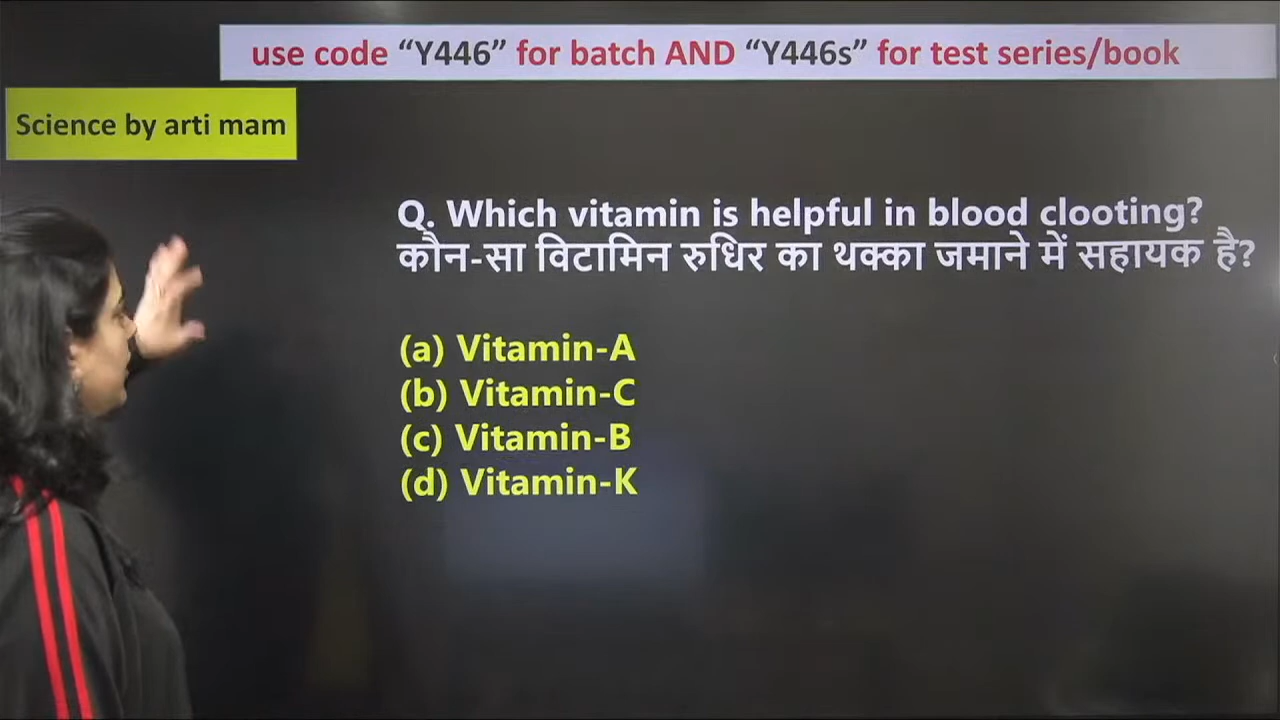 use code “Y446” for batch AND “Y446s” for test series/book
Science by arti mam
Q. Which vitamin is helpful in blood clooting?
कौन-सा विटामिन रुधिर का थक्का जमाने में सहायक है?
(a) Vitamin-A
(b) Vitamin-C
(c) Vitamin-B
(d) Vitamin-K